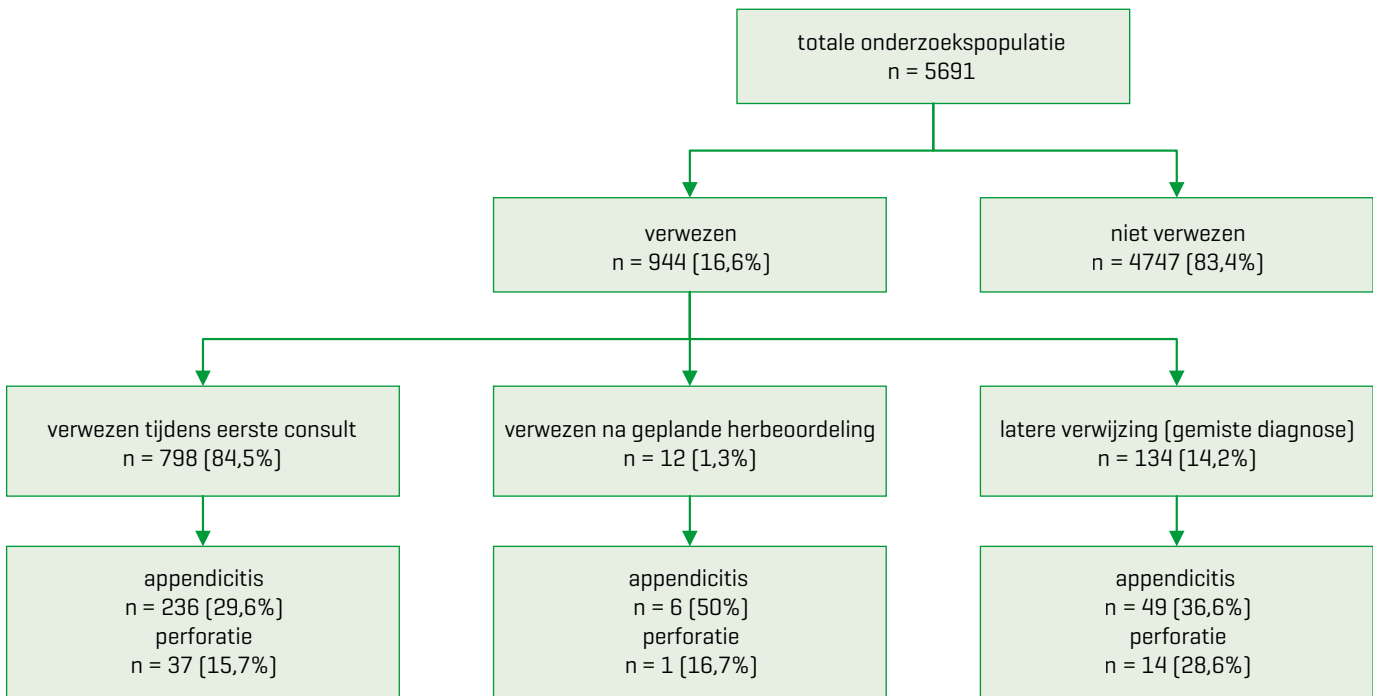 totale onderzoekspopulatie
n = 5691
verwezen
n = 944 (16,6%)
niet verwezen
n = 4747 (83,4%)
verwezen tijdens eerste consult
n = 798 (84,5%)
verwezen na geplande herbeoordeling
n = 12 (1,3%)
latere verwijzing (gemiste diagnose)
n = 134 (14,2%)
appendicitis
n = 236 (29,6%)
perforatie
n = 37 (15,7%)
appendicitis
n = 6 (50%)
perforatie
n = 1 (16,7%)
appendicitis
n = 49 (36,6%)
perforatie
n = 14 (28,6%)